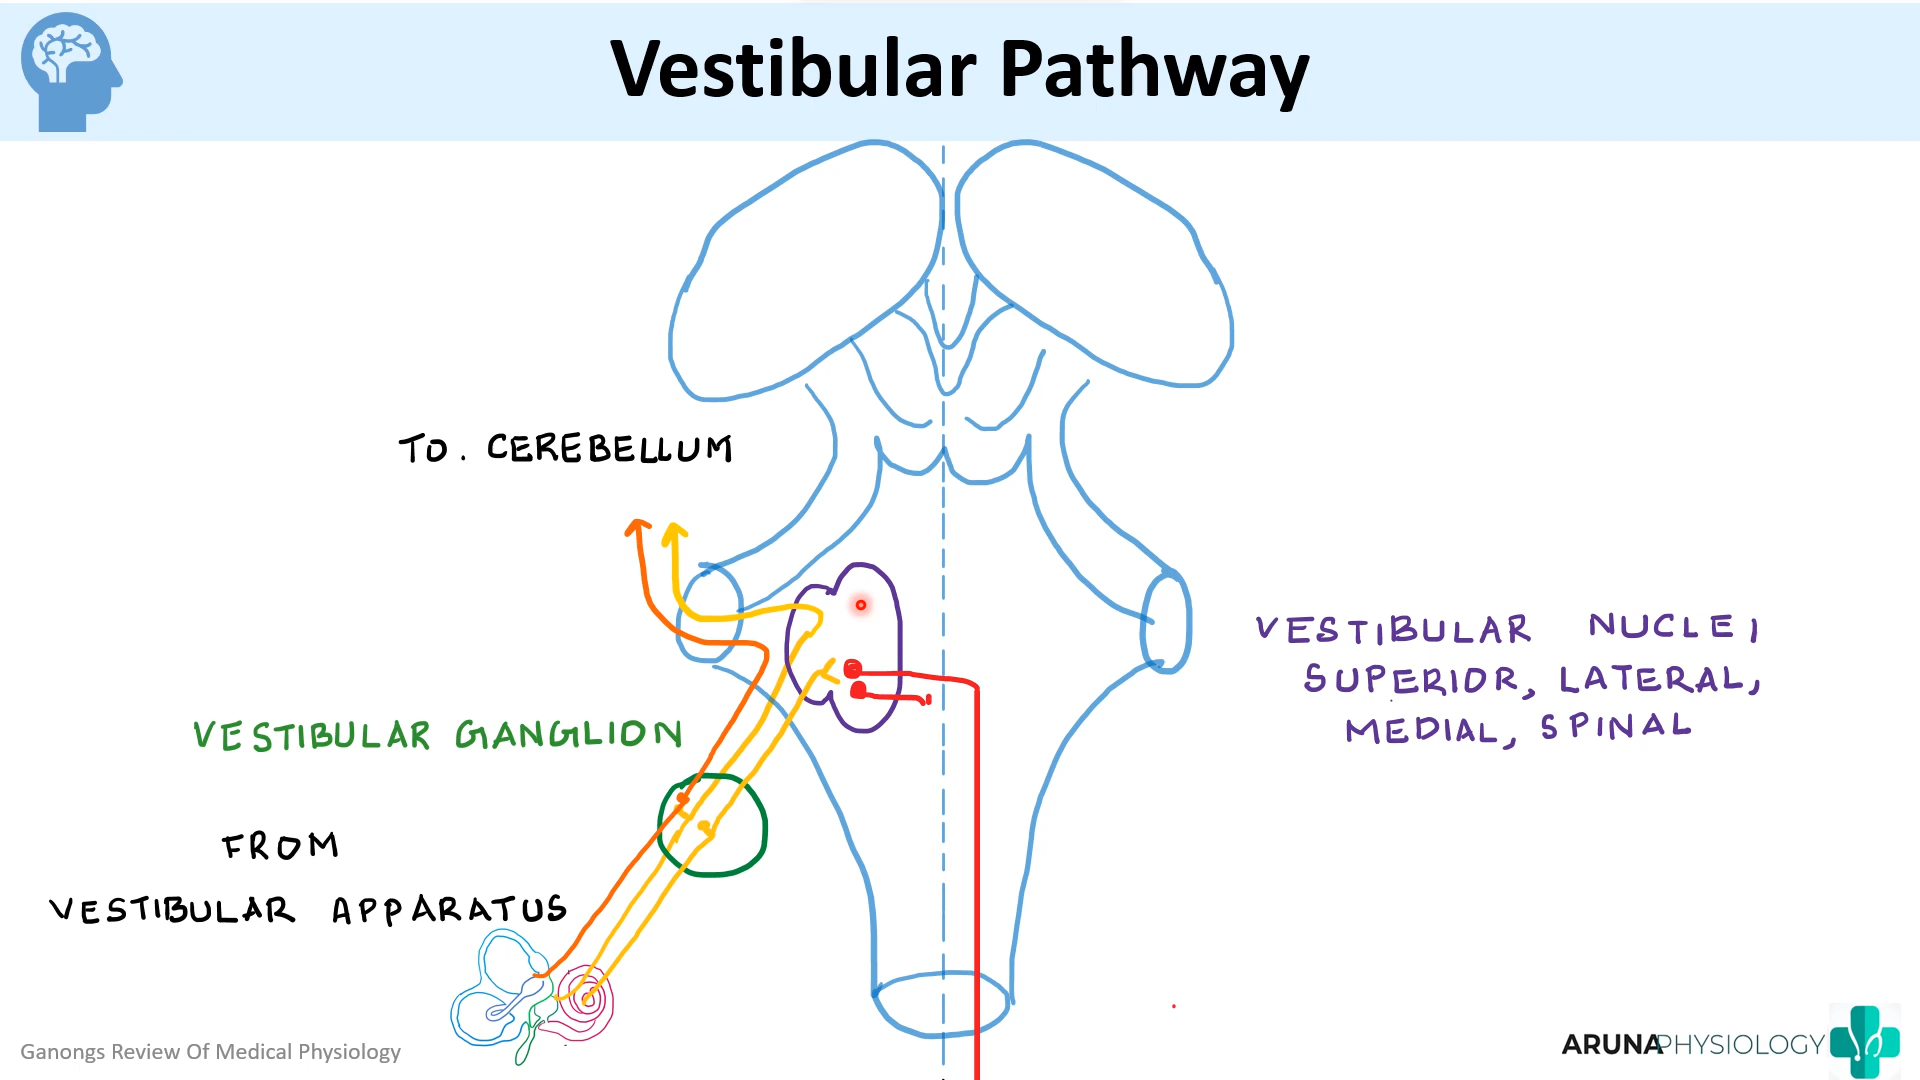 Vestibular Pathway
TO. CEREBELLUM
VESTIBULAR NUCLEI
SUPERIOR, LATERAL,
MEDIAL, SPINAL
VESTIBULAR GANGLION
FROM
VESTIBULAR APPARATUS
Ganongs Review Of Medical Physiology
ARUNAPHYSIOLOGY